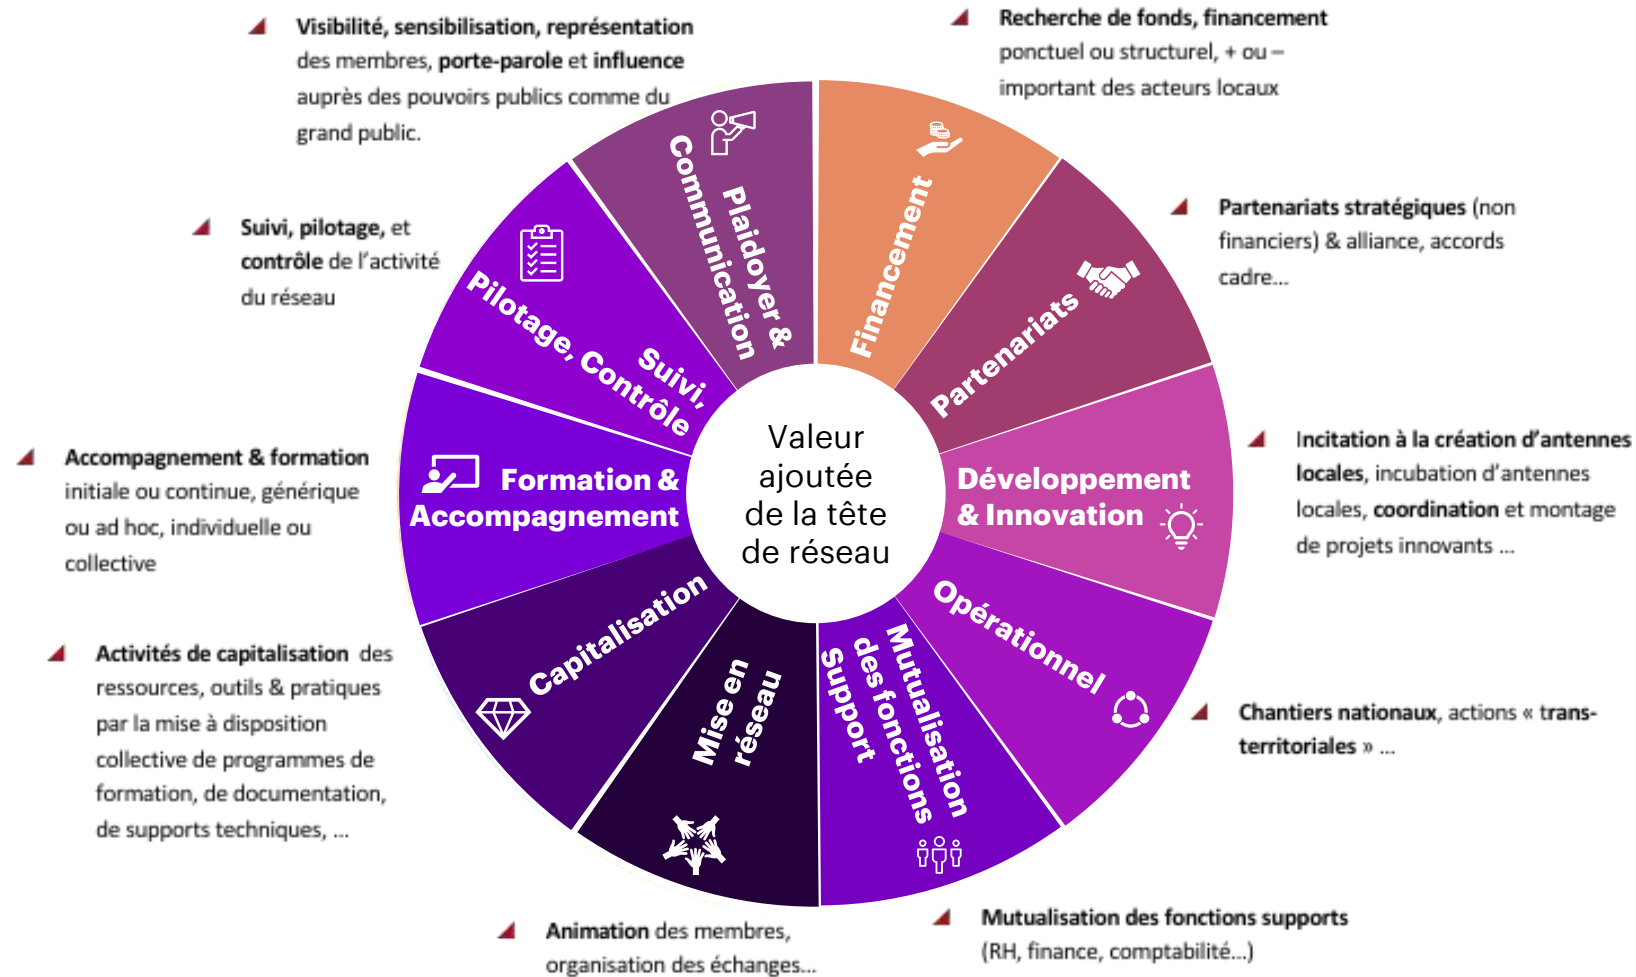 Visibilité, sensibilisation, représentation
des membres, porte-parole et influence
auprès des pouvoirs publics comme du
grand public.
Recherche de fonds, financement
ponctuel ou structurel, + ou –
important des acteurs locaux
Suivi, pilotage, et
contrôle de l’activité
du réseau
Partenariats stratégiques (non
financiers) & alliance, accords
cadre...
Accompagnement & formation
initiale ou continue, générique
ou ad hoc, individuelle ou
collective
Incitation à la création d’antennes
locales, incubation d’antennes
locales, coordination et montage
de projets innovants ...
Activités de capitalisation des
ressources, outils & pratiques
par la mise à disposition
collective de programmes de
formation, de documentation,
de supports techniques, ...
Chantiers nationaux, actions « trans-
territoriales » ...
Animation des membres,
organisation des échanges...
Mutualisation des fonctions supports
(RH, finance, comptabilité...)
Plaidoyer &
Communication
Financement
Partenariats
Développement
& Innovation
Opérationnel
Mutualisation
des fonctions
Support
Mise en
réseau
Capitalisation
Formation &
Accompagnement
Suivi,
Pilotage, Contrôle
Valeur
ajoutée
de la tête
de réseau